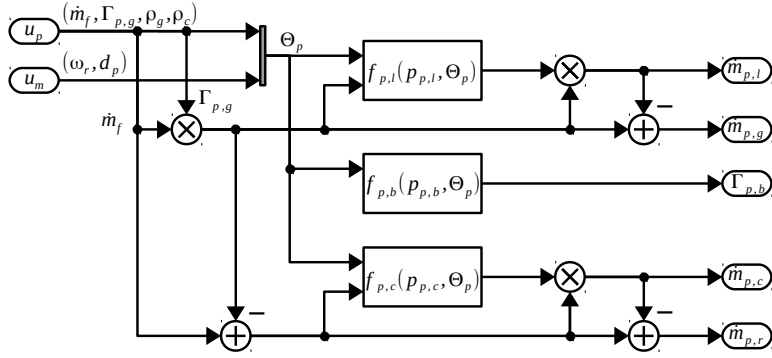 u_p
(ṁ_f, Γ_{p,g}, ρ_g, ρ_c)
u_m
(ω_r, d_p)
Θ_p
f_{p,l}(p_{p,l}, Θ_p)
ṁ_{p,l}
Γ_{p,g}
ṁ_f
ṁ_{p,g}
f_{p,b}(p_{p,b}, Θ_p)
Γ_{p,b}
f_{p,c}(p_{p,c}, Θ_p)
ṁ_{p,c}
ṁ_{p,r}